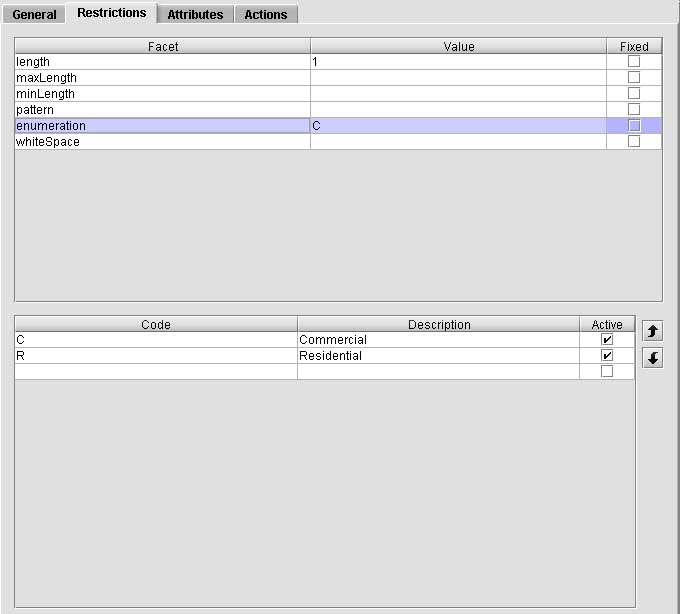 General Restrictions Attributes Actions
Facet Value Fixed
length 1
maxLength
minLength
pattern
enumeration C
whiteSpace
Code Description Active
C Commercial
R Residential